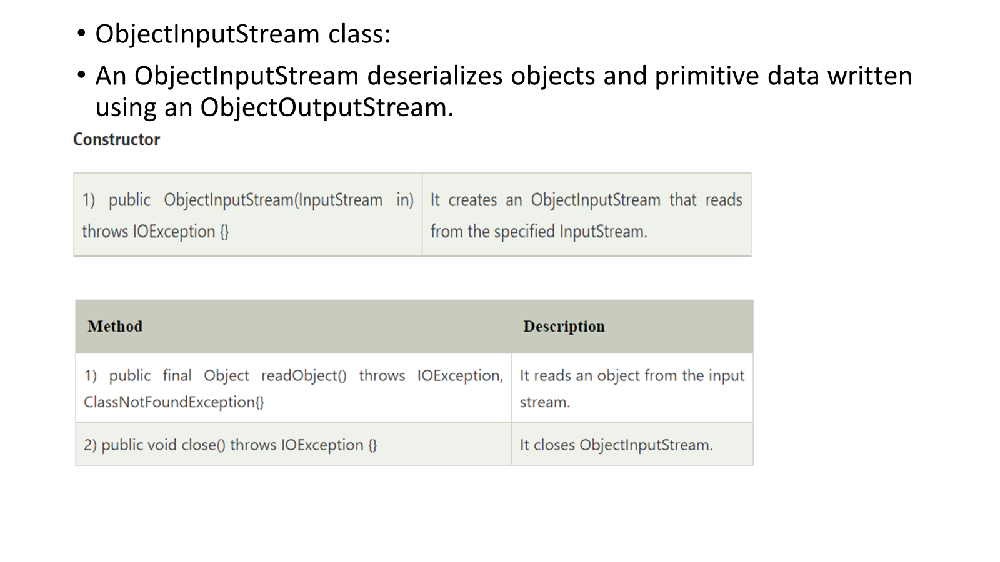 • ObjectInputStream class:
• An ObjectInputStream deserializes objects and primitive data written
using an ObjectOutputStream.
Constructor
1) public ObjectInputStream(InputStream in)
throws IOException {}
It creates an ObjectInputStream that reads
from the specified InputStream.
Method
Description
1) public final Object readObject() throws IOException,
ClassNotFoundException{}
It reads an object from the input
stream.
2) public void close() throws IOException {}
It closes ObjectInputStream.